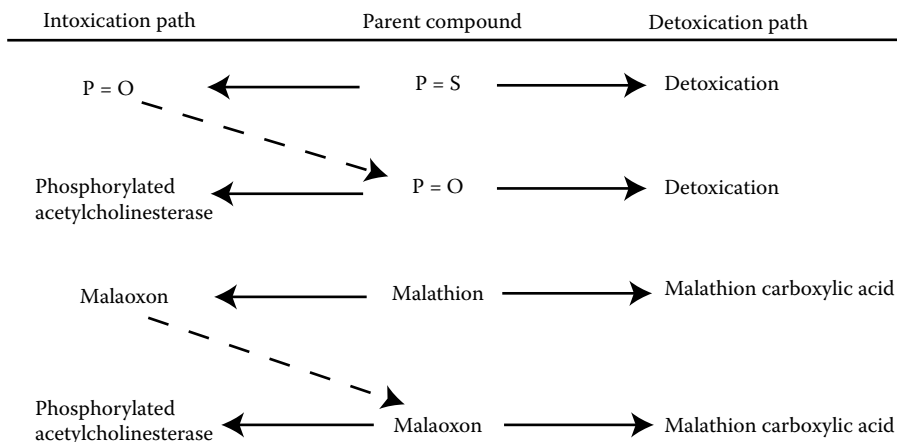 Intoxication path Parent compound Detoxication path
P = O P = S Detoxication
Phosphorylated
acetylcholinesterase
P = O Detoxication
Malaoxon Malathion Malathion carboxylic acid
Phosphorylated
acetylcholinesterase
Malaoxon Malathion carboxylic acid